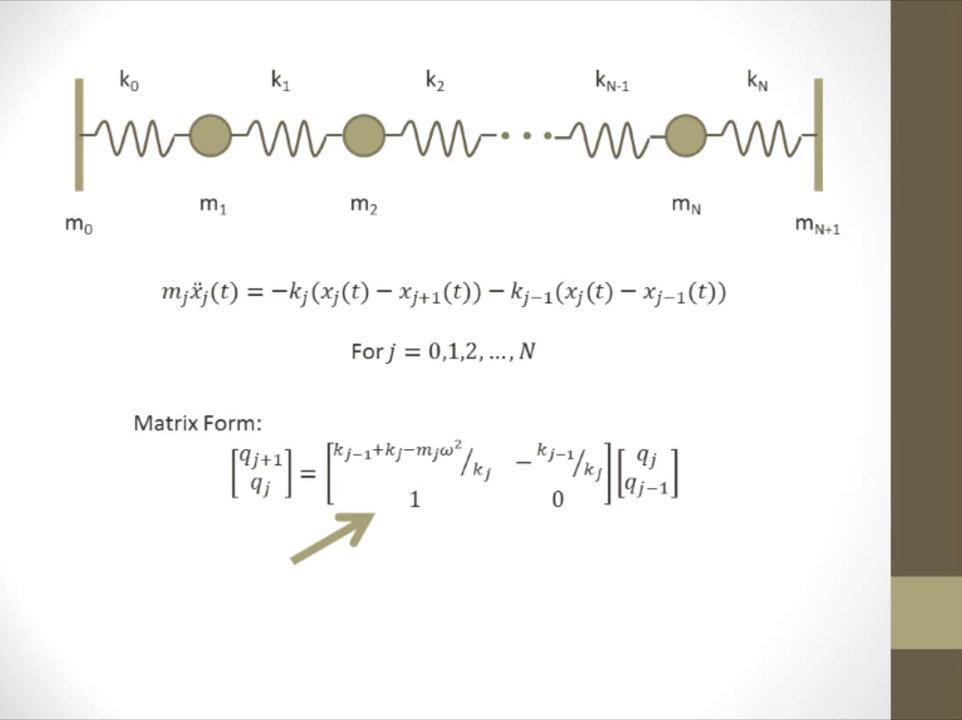 k₀ k₁ k₂ kN-1 kN
m₁ m₂ mN
m₀ mN+1
mⱼẍⱼ(t) = −kⱼ(xⱼ(t) − xⱼ₊₁(t)) − kⱼ₋₁(xⱼ(t) − xⱼ₋₁(t))
For j = 0,1,2, …, N
Matrix Form:
[qⱼ₊₁ qⱼ] = [kⱼ₋₁+kⱼ−mⱼω²/kⱼ −kⱼ₋₁/kⱼ 1 0] [qⱼ qⱼ₋₁]